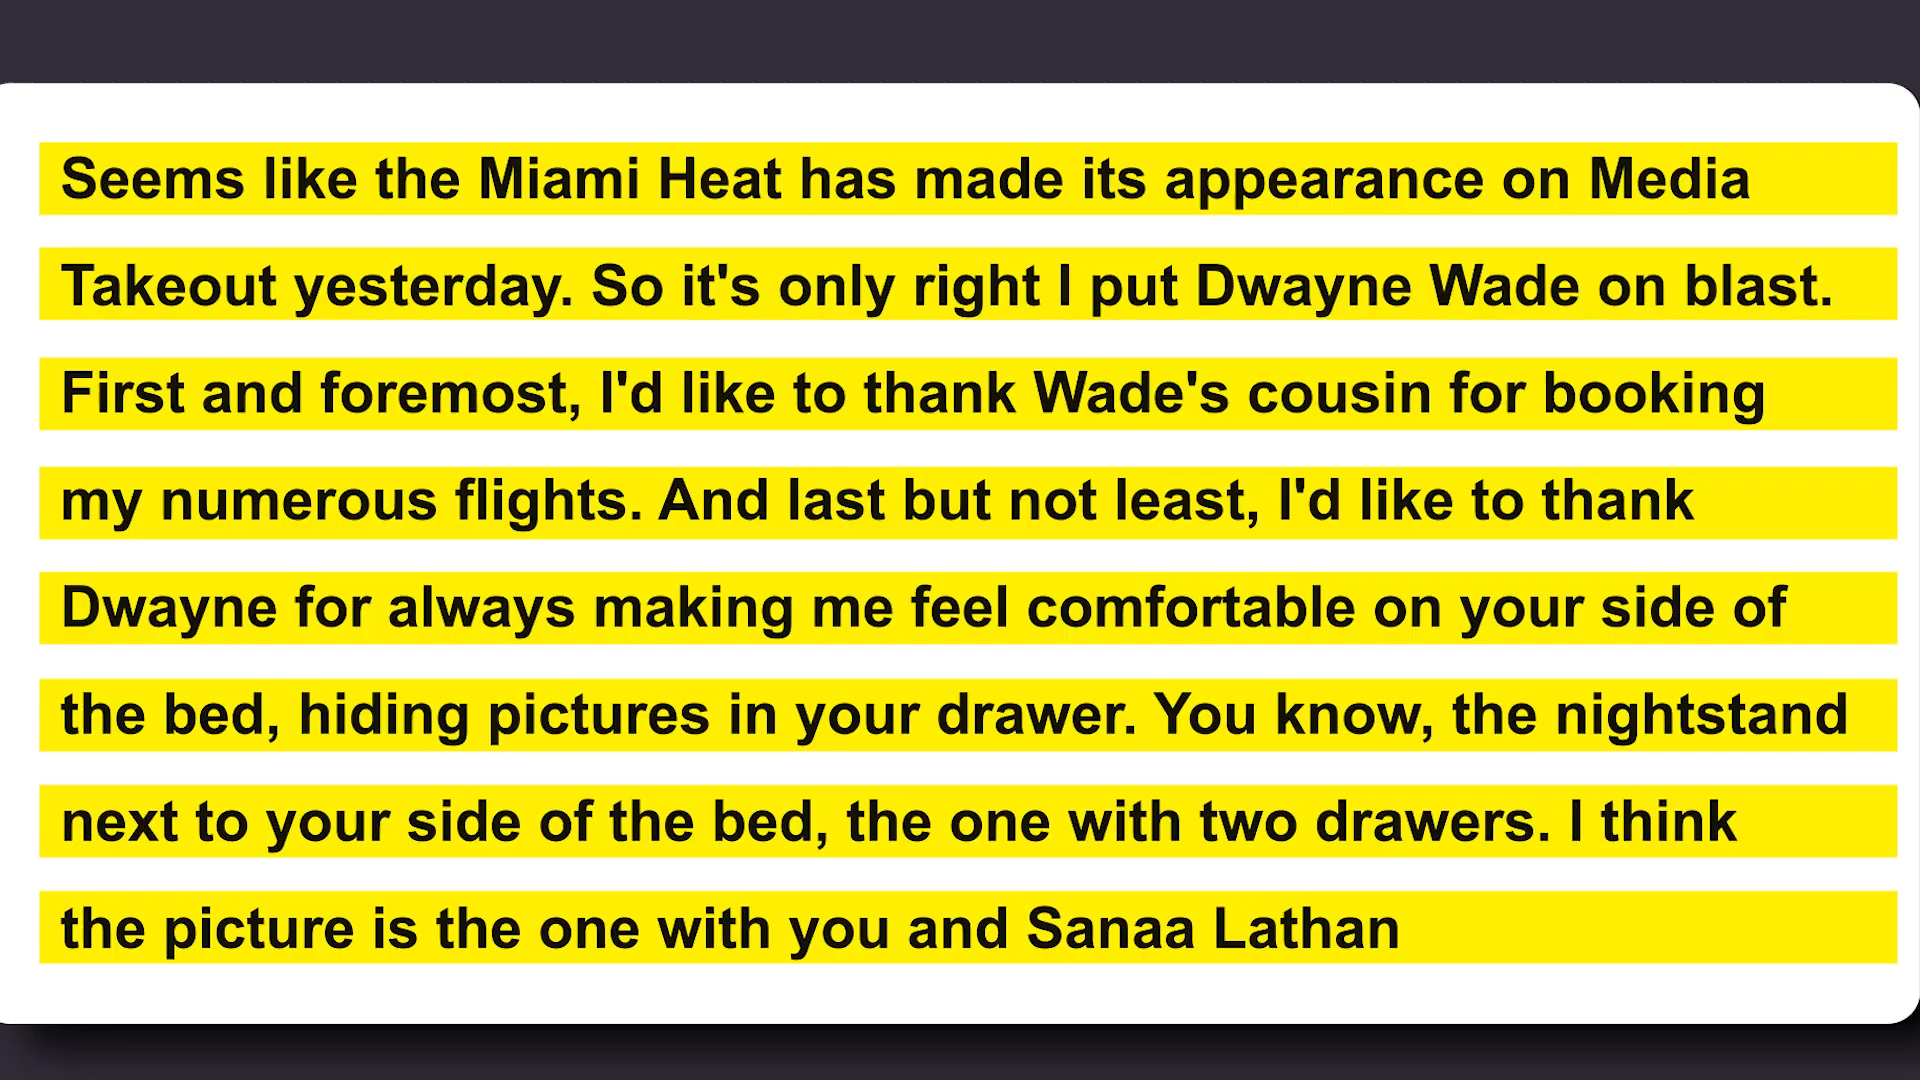 Seems like the Miami Heat has made its appearance on Media
Takeout yesterday. So it's only right I put Dwayne Wade on blast.
First and foremost, I'd like to thank Wade's cousin for booking
my numerous flights. And last but not least, I'd like to thank
Dwayne for always making me feel comfortable on your side of
the bed, hiding pictures in your drawer. You know, the nightstand
next to your side of the bed, the one with two drawers. I think
the picture is the one with you and Sanaa Lathan